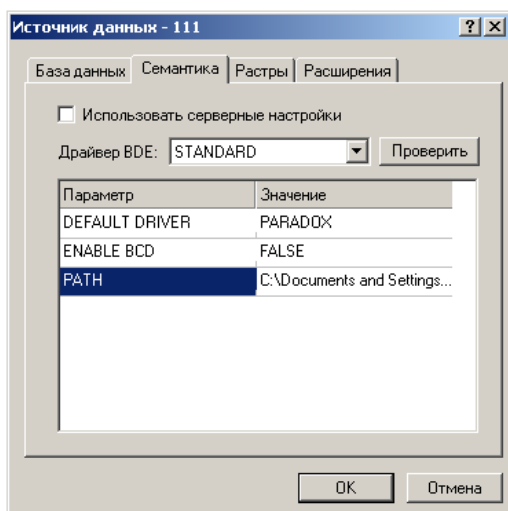 Источник данных - 111
База данных Семантика Растры Расширения
Использовать серверные настройки
Драйвер BDE: STANDARD Проверить
Параметр Значение
DEFAULT DRIVER PARADOX
ENABLE BCD FALSE
PATH C:\Documents and Settings...
OK Отмена